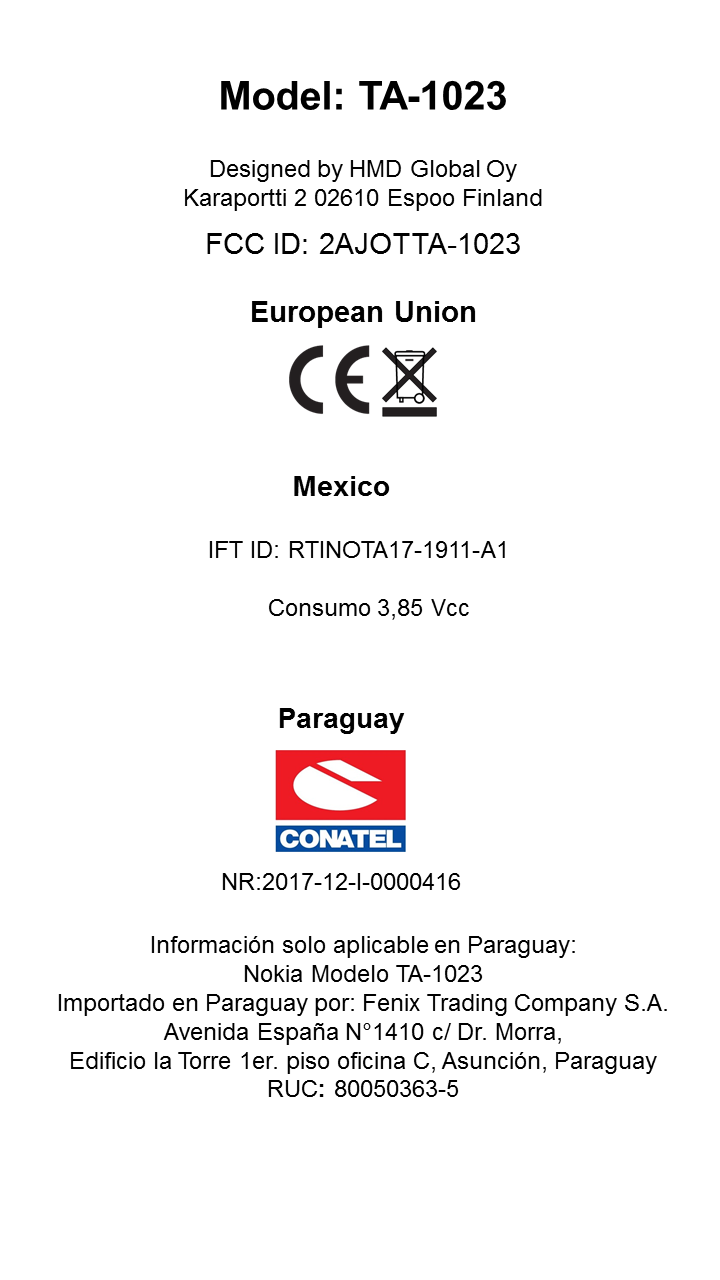 Model: TA-1023
Designed by HMD Global Oy
Karaportti 2 02610 Espoo Finland
FCC ID: 2AJOTTA-1023
European Union
CE
Mexico
IFT ID: RTINOTA17-1911-A1
Consumo 3,85 Vcc
Paraguay
CONATEL
NR:2017-12-I-0000416
Información solo aplicable en Paraguay:
Nokia Modelo TA-1023
Importado en Paraguay por: Fenix Trading Company S.A.
Avenida España N°1410 c/ Dr. Morra,
Edificio la Torre 1er. piso oficina C, Asunción, Paraguay
RUC: 80050363-5